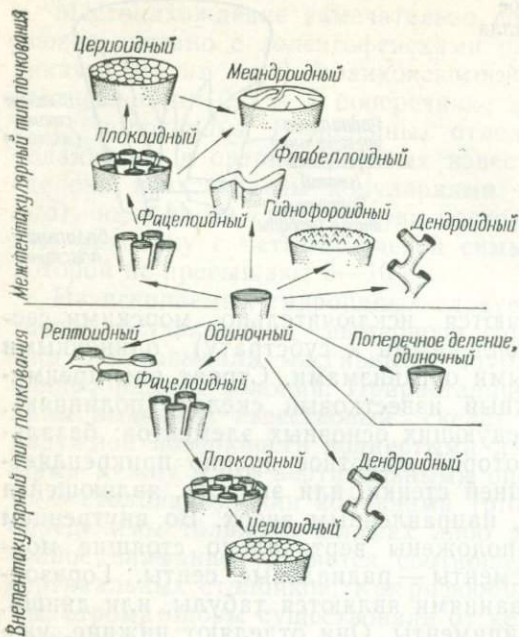 Межтентакулярный тип почкования
Цериоидный
Меандроидный
Плокоидный
Флабеллоидный
Фацелоидный
Гиднофороидный
Дендроидный
Внетентакулярный тип почкования
Рептоидный
Одиночный
Поперечное деление,
одиночный
Фацелоидный
Плокоидный
Дендроидный
Цериоидный